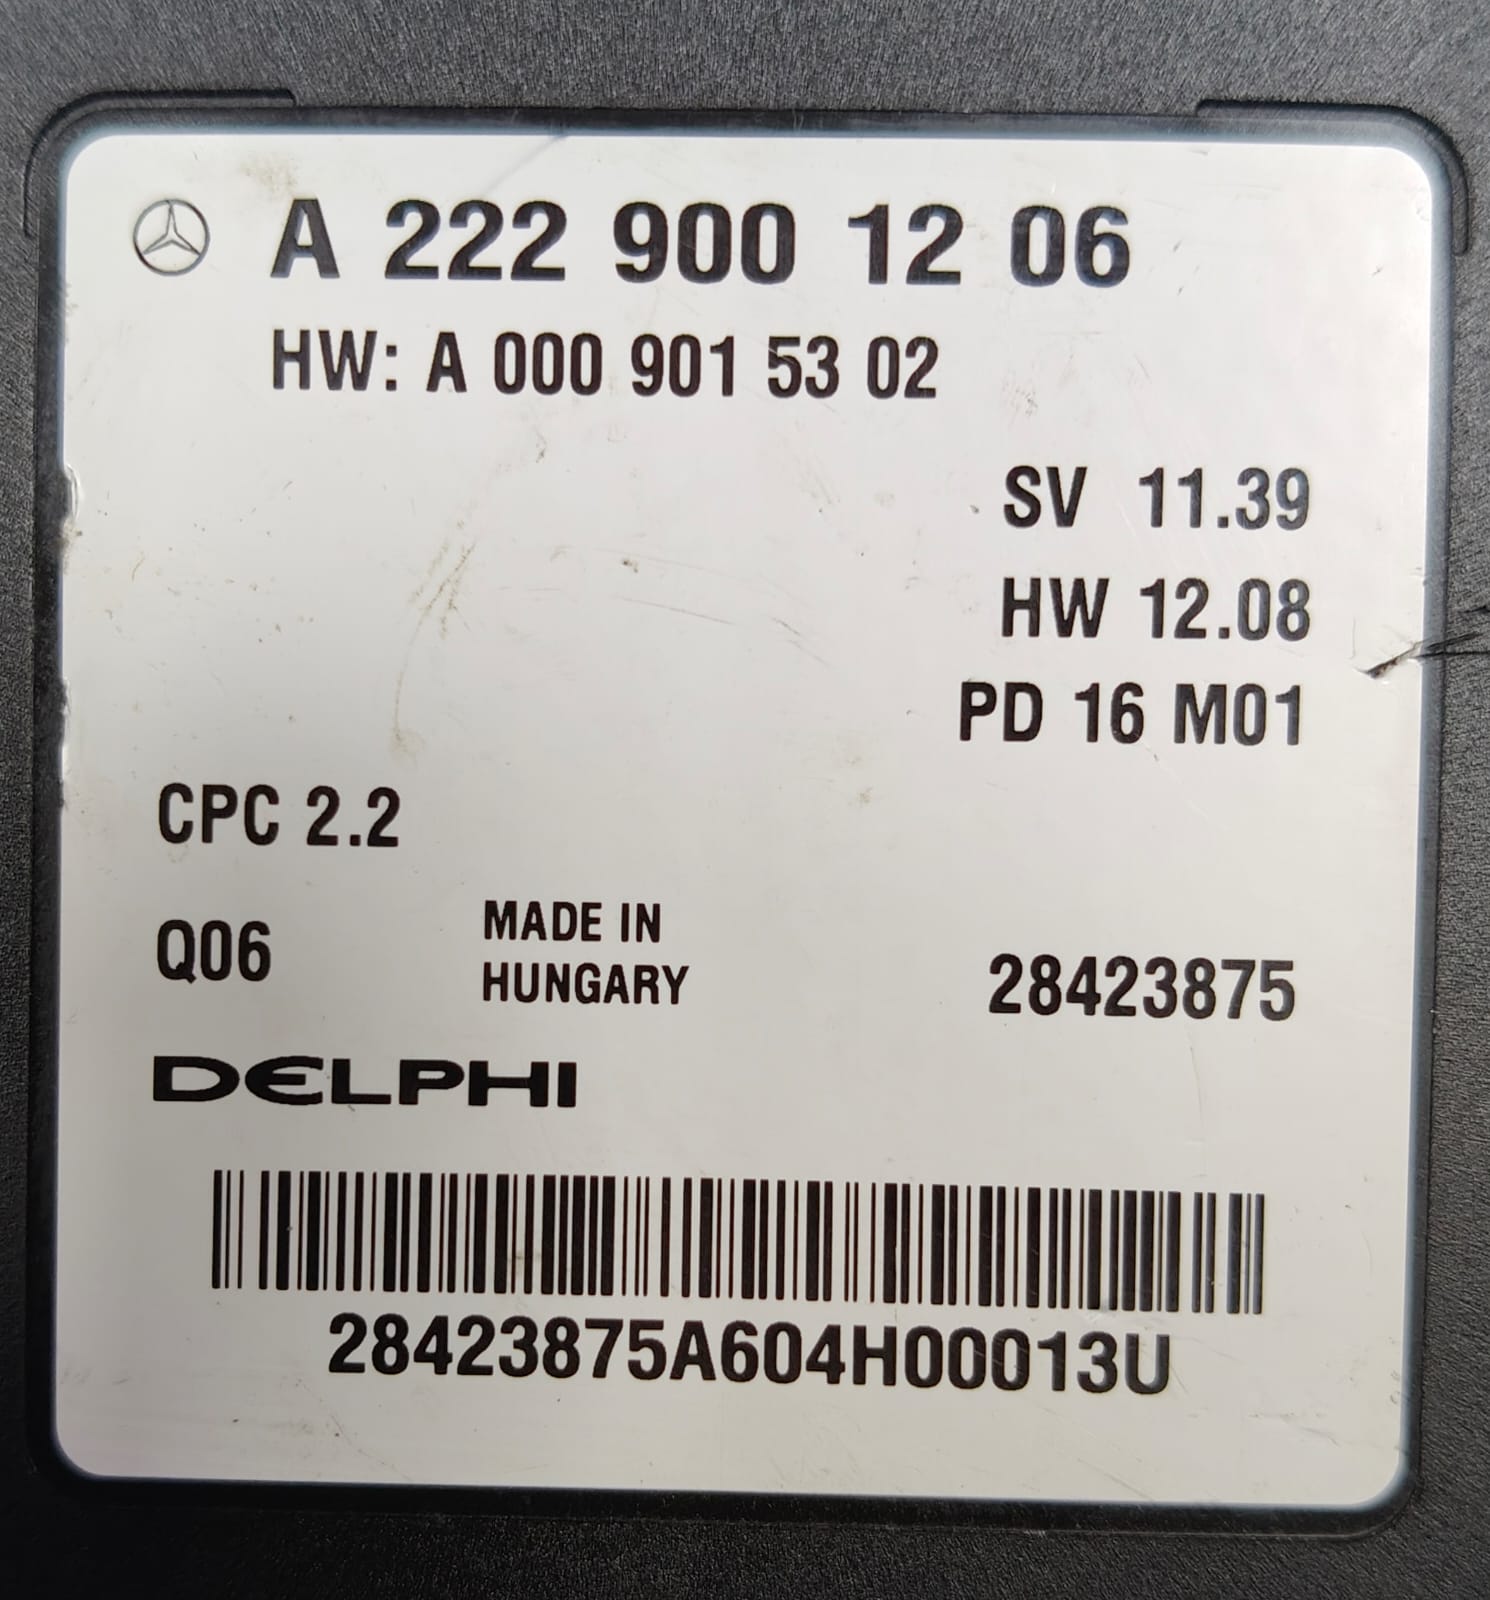 A 222 900 12 06
HW: A 000 901 53 02
SV 11.39
HW 12.08
PD 16 M01
CPC 2.2
Q06
MADE IN
HUNGARY
28423875
DELPHI
28423875A604H00013U